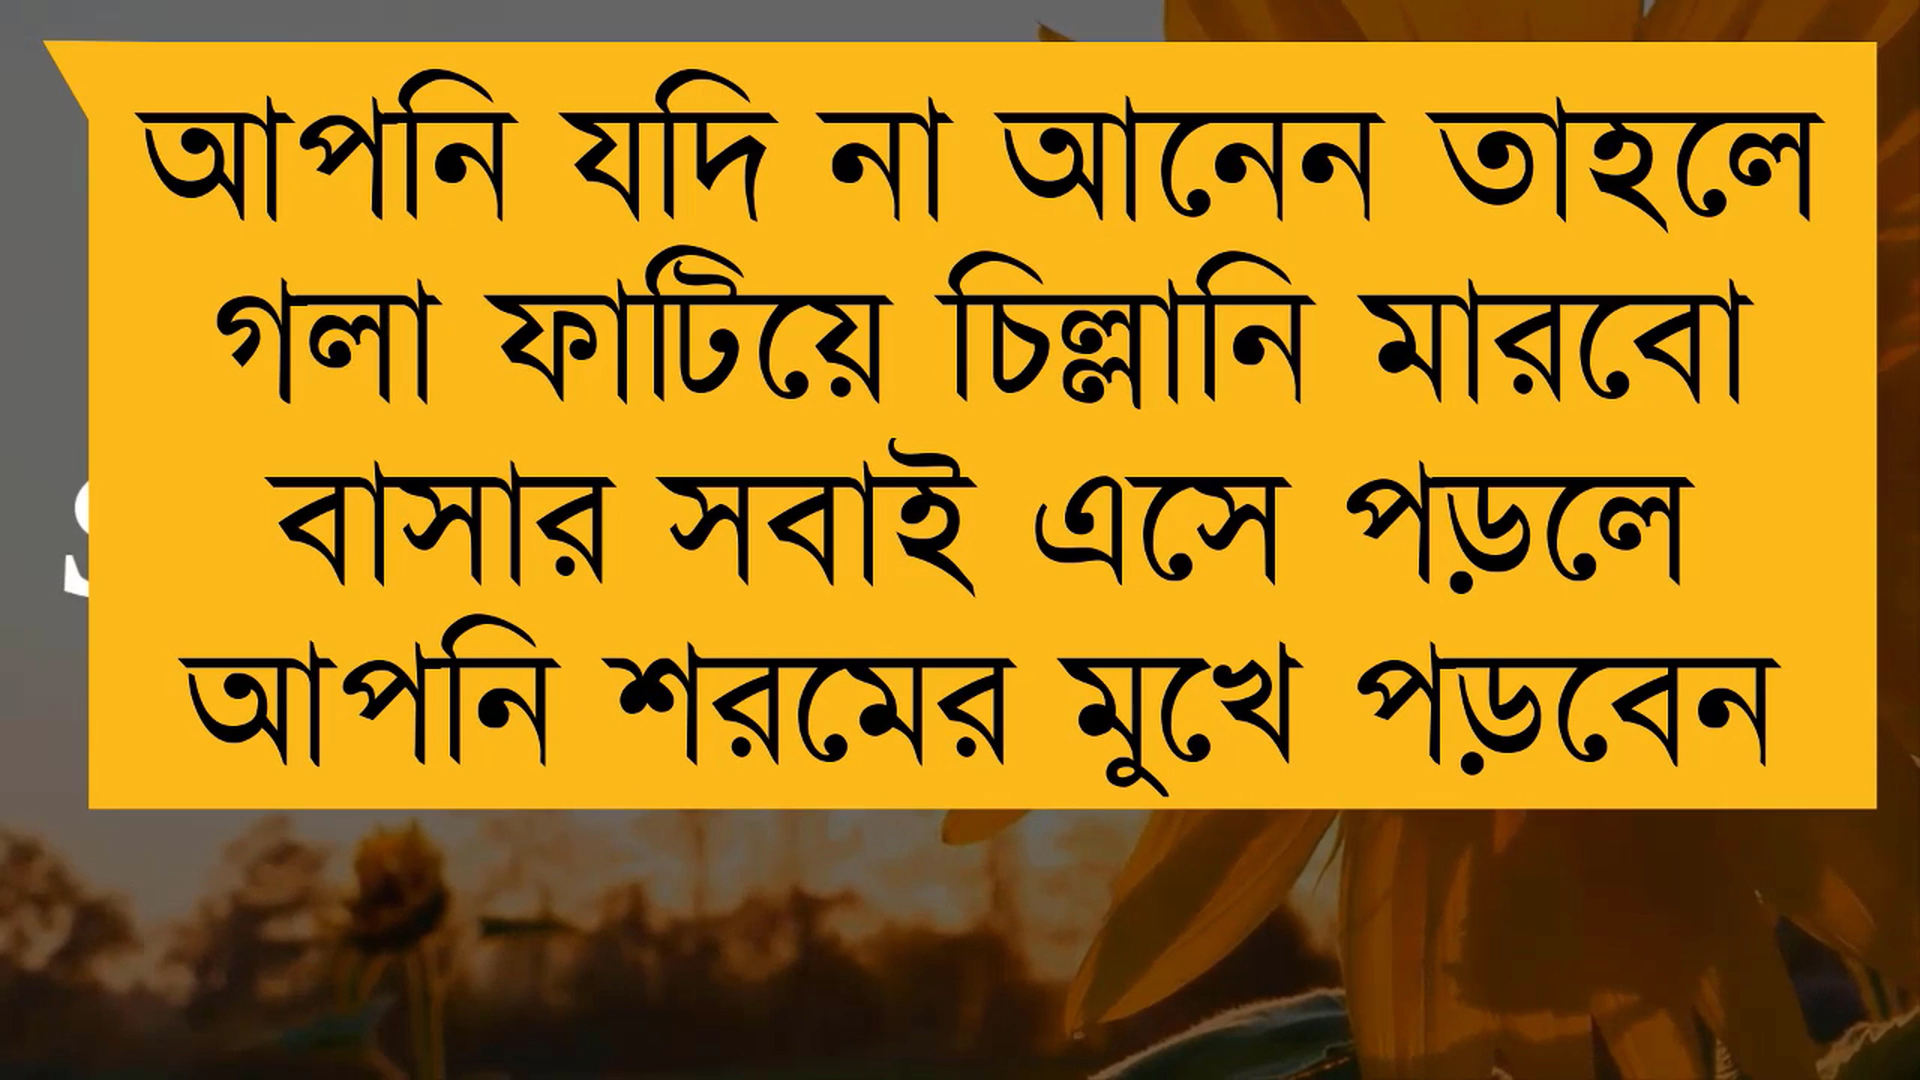 আপনি যদি না আনেন তাহলে
গলা ফাটিয়ে চিল্লানি মারবো
বাসার সবাই এসে পড়লে
আপনি শরমের মুখে পড়বেন